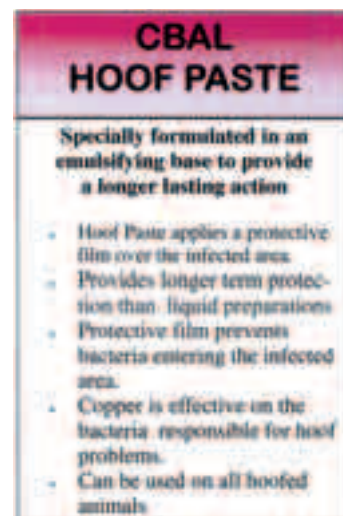 CBAL
HOOF PASTE
Specially formulated in an
emulsifying base to provide
a longer lasting action
Hoof Paste applies a protective
film over the infected area.
Provides longer term protec-
tion than liquid preparations
Protective film prevents
bacteria entering the infected
area.
Copper is effective on the
bacteria responsible for hoof
problems.
Can be used on all hoofed
animals